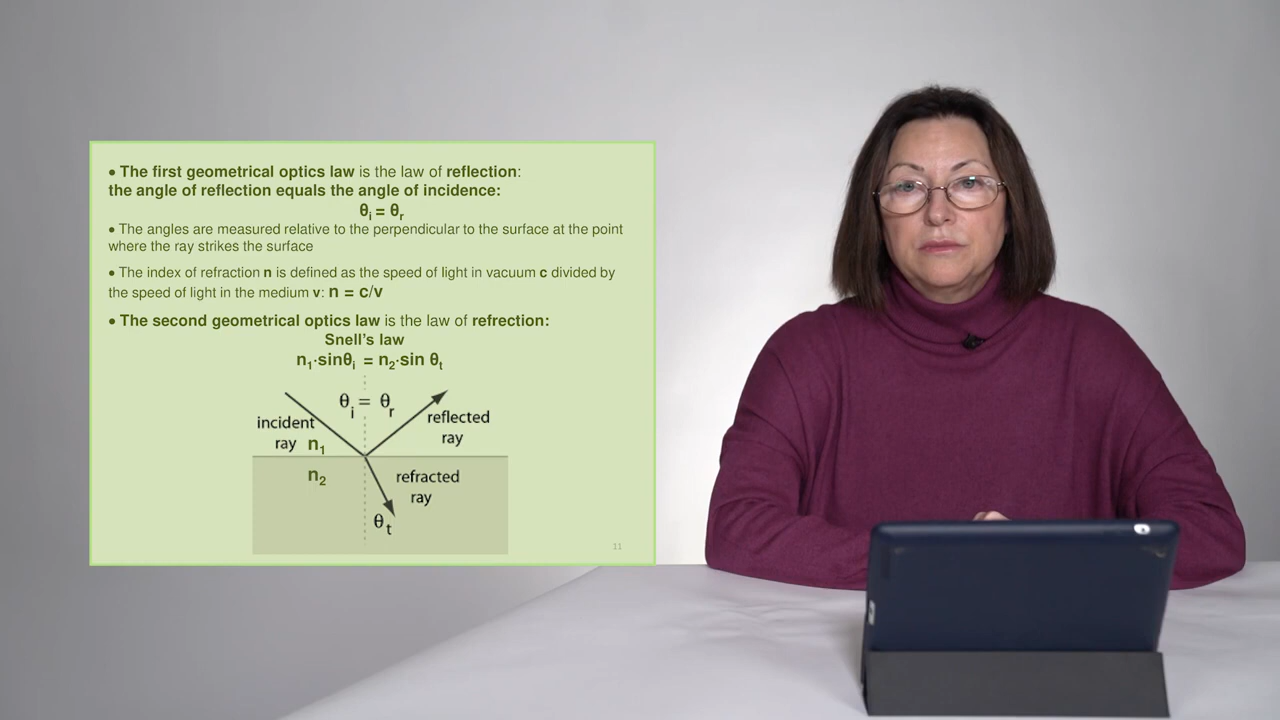 • The first geometrical optics law is the law of reflection:
the angle of reflection equals the angle of incidence:
θi = θr
• The angles are measured relative to the perpendicular to the surface at the point
where the ray strikes the surface
• The index of refraction n is defined as the speed of light in vacuum c divided by
the speed of light in the medium v: n = c/v
• The second geometrical optics law is the law of refrection:
Snell's law
n1·sinθi = n2·sin θt
θi = θr
incident
ray
n1
reflected
ray
n2
refracted
ray
θt
11